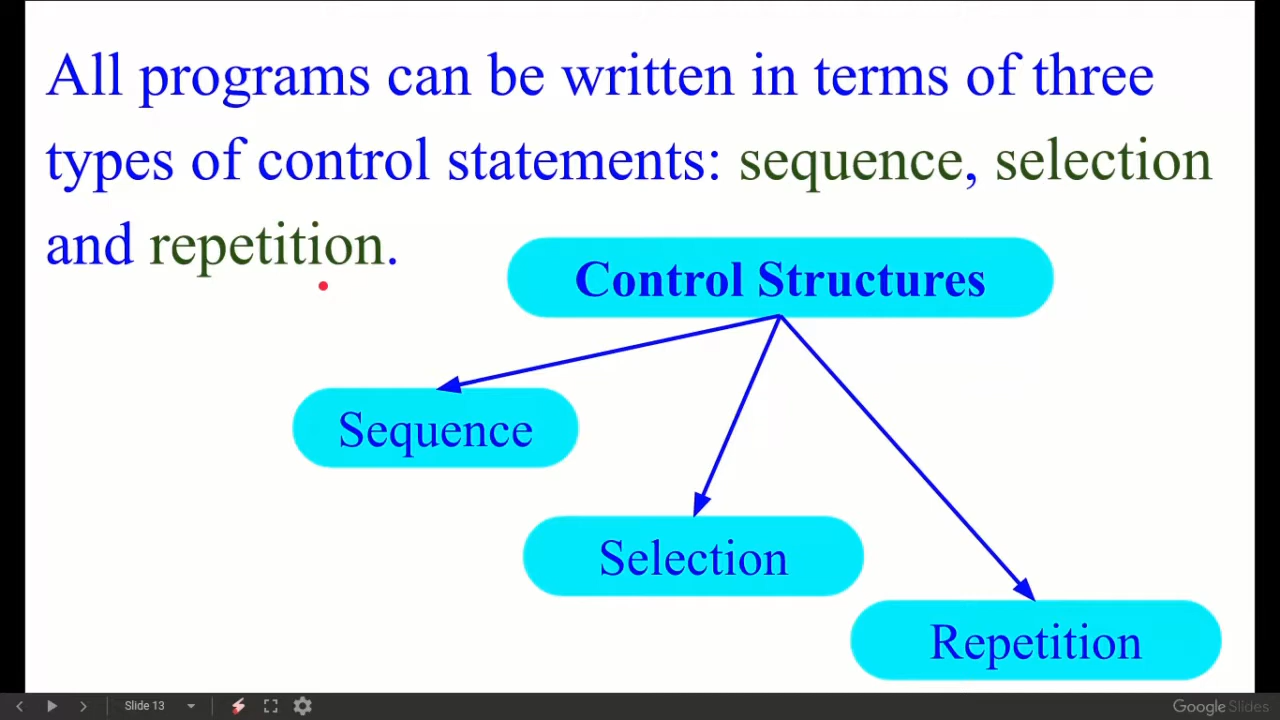 All programs can be written in terms of three
types of control statements: sequence, selection
and repetition.
Control Structures
Sequence
Selection
Repetition
Slide 13
Google Slides